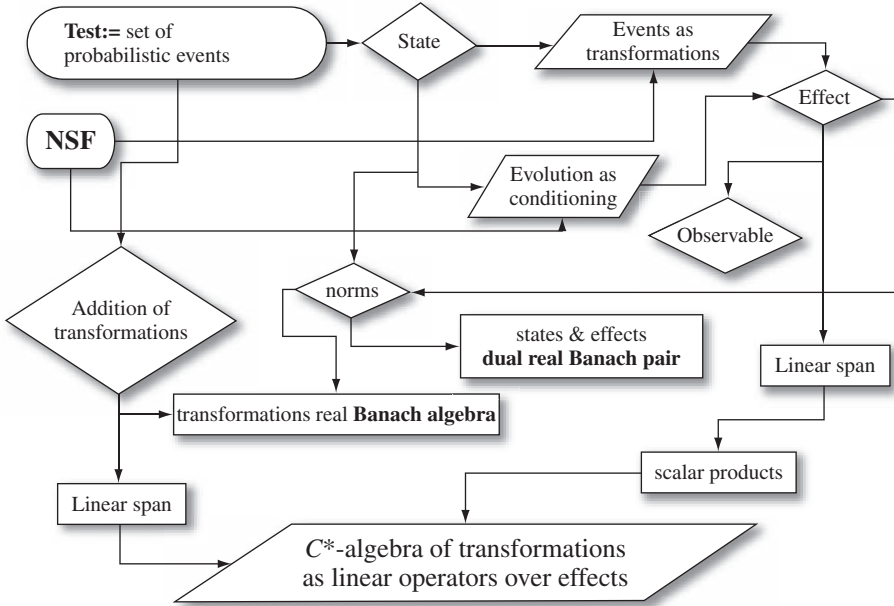 Test:= set of
probabilistic events
State
Events as
transformations
Effect
NSF
Evolution as
conditioning
Observable
Addition of
transformations
norms
states & effects
dual real Banach pair
Linear span
transformations real Banach algebra
scalar products
Linear span
C*-algebra of transformations
as linear operators over effects